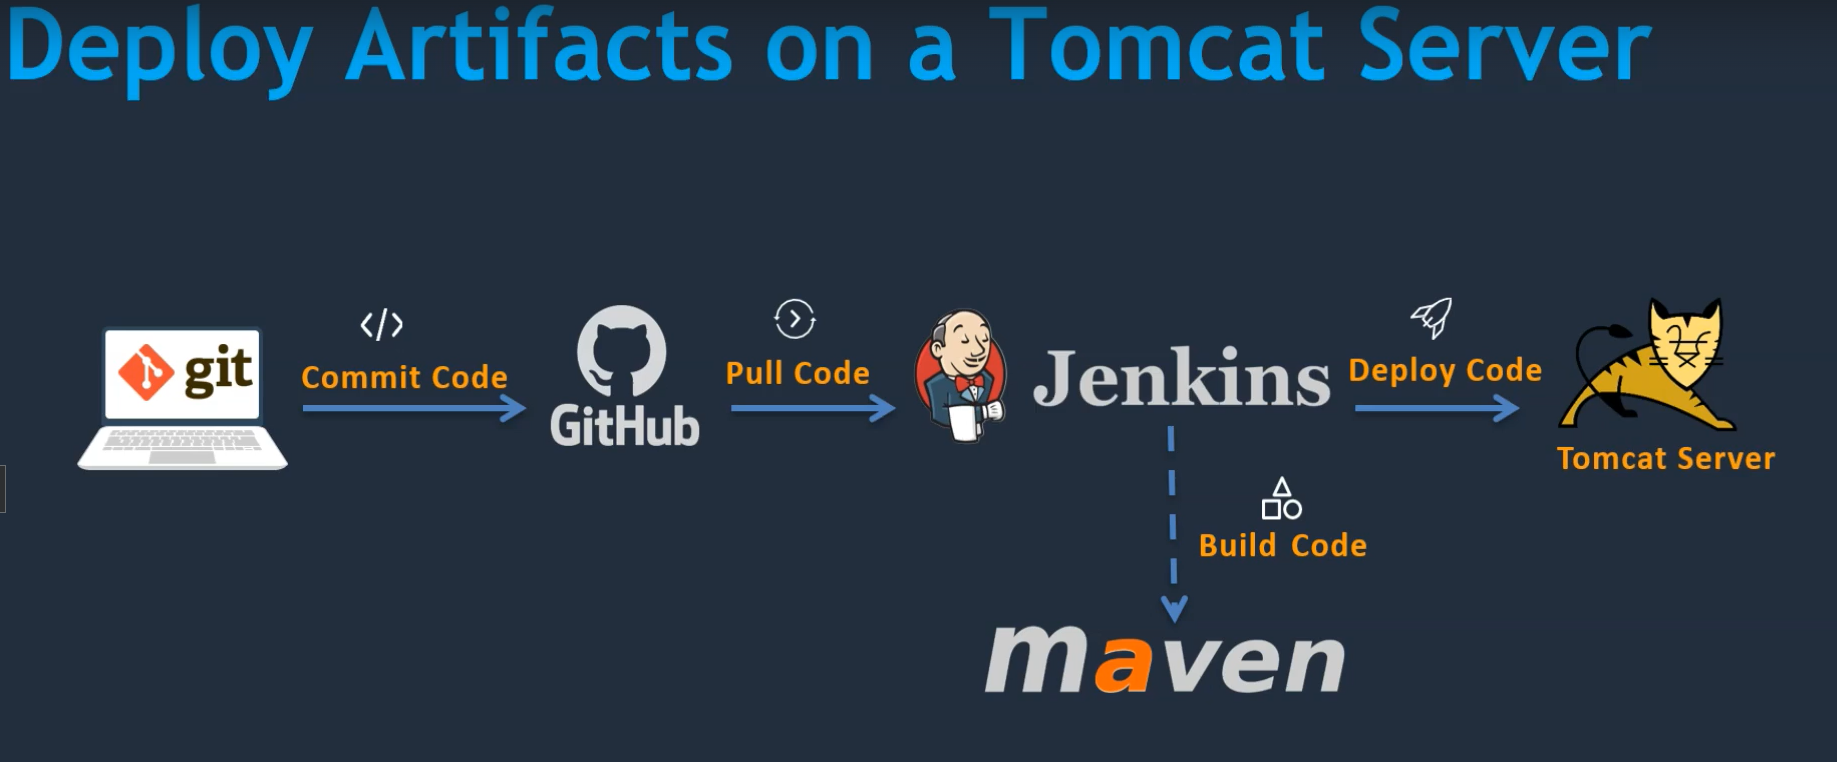 Deploy Artifacts on a Tomcat Server
git
</>
Commit Code
GitHub
Pull Code
Jenkins
Deploy Code
Tomcat Server
Build Code
maven